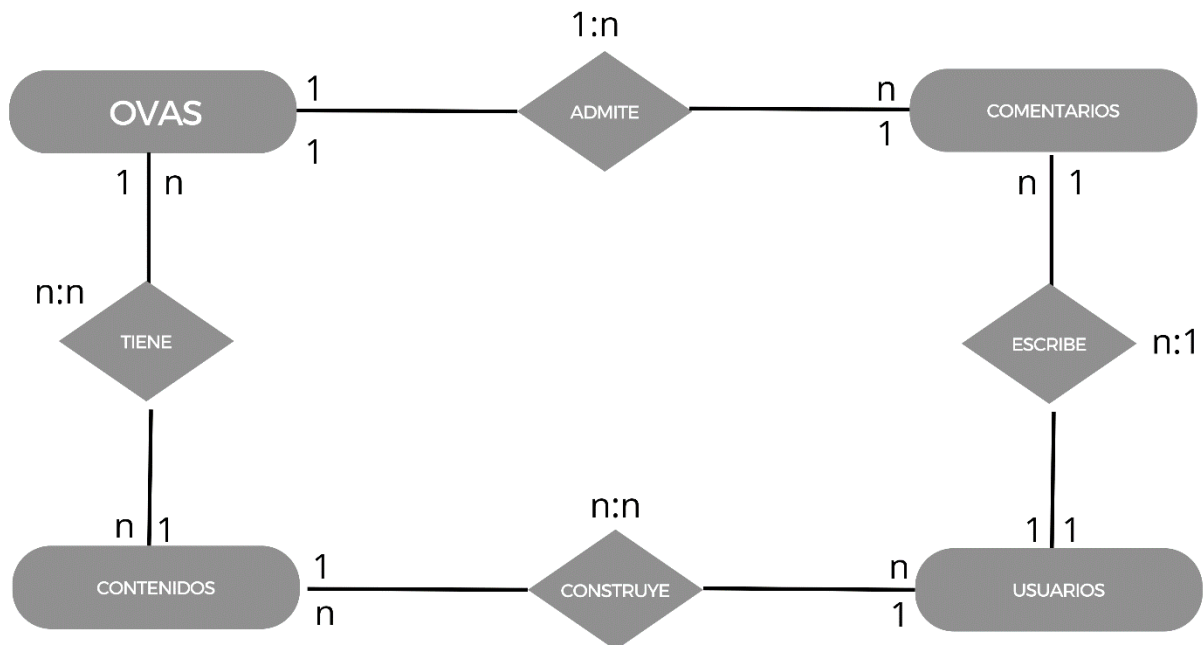 1:n
OVAS
1
1
ADMITE
n
1
COMENTARIOS
1 n
n 1
n:n
TIENE
ESCRIBE
n:1
n 1
n:n
1 1
CONTENIDOS
1
n
CONSTRUYE
n
1
USUARIOS